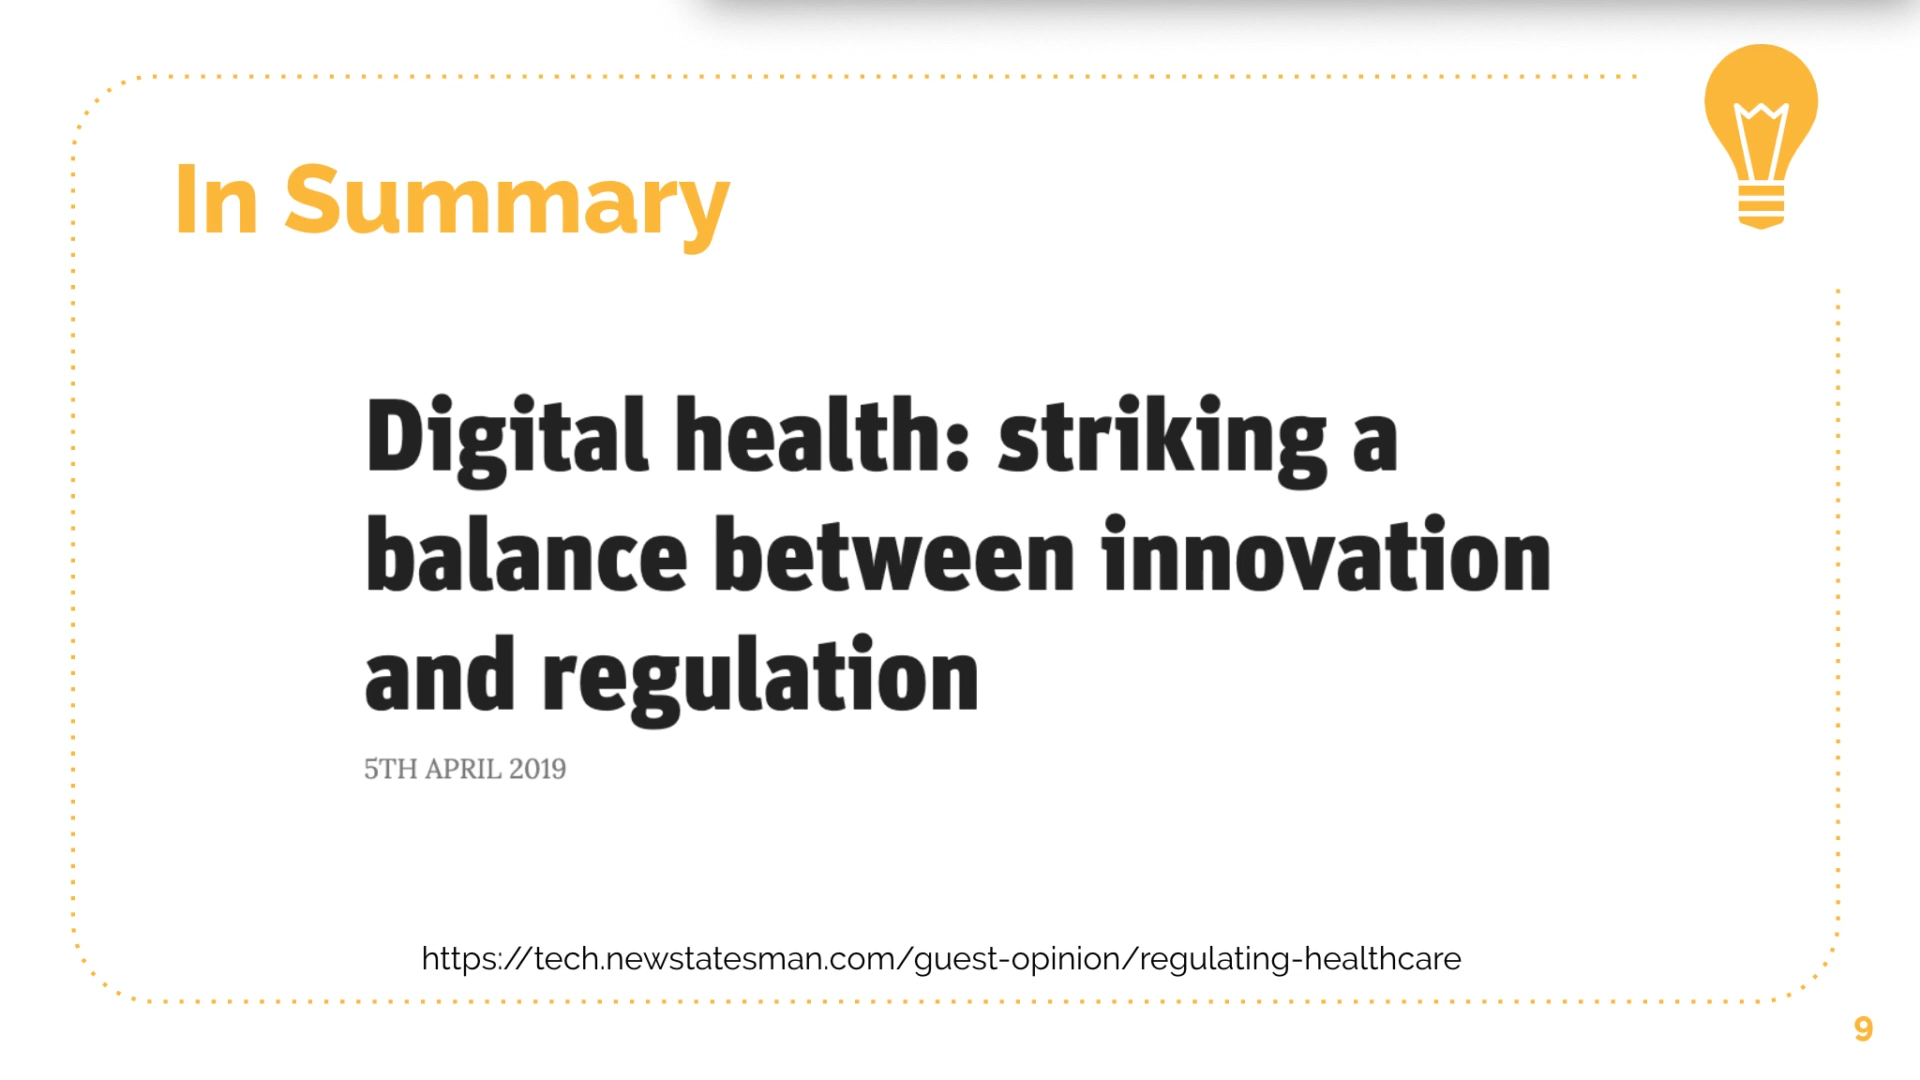 In Summary
Digital health: striking a
balance between innovation
and regulation
5TH APRIL 2019
https://tech.newstatesman.com/guest-opinion/regulating-healthcare
9